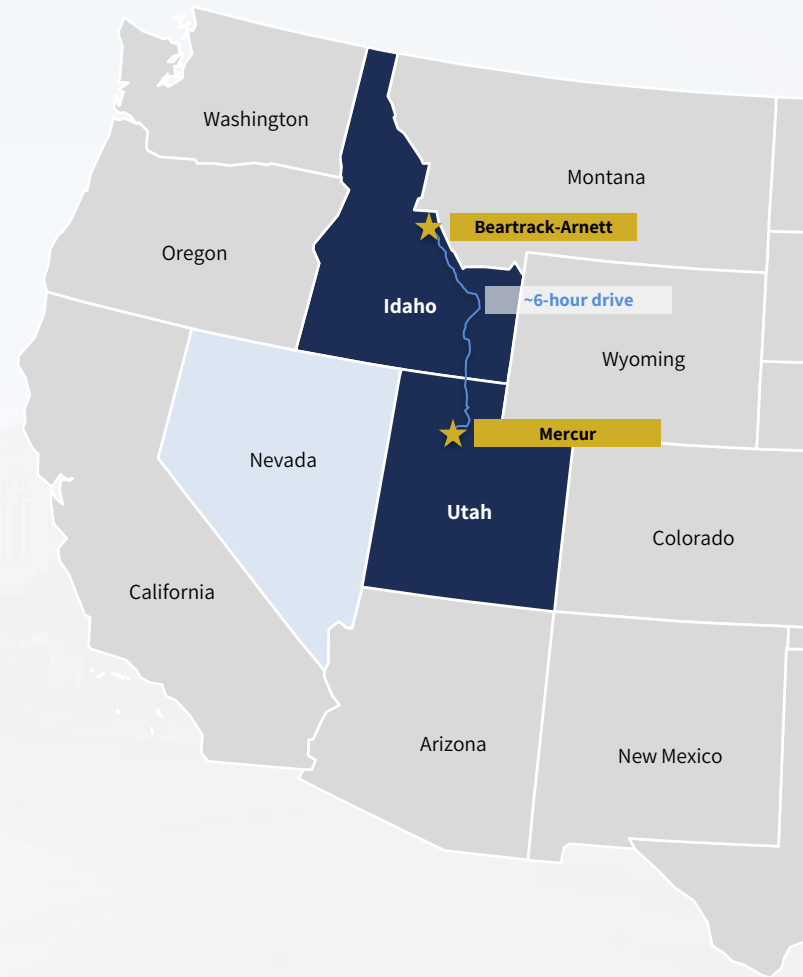 Washington
Montana
Beartrack-Arnett
Oregon
~6-hour drive
Idaho
Wyoming
Mercur
Nevada
Utah
Colorado
California
Arizona
New Mexico